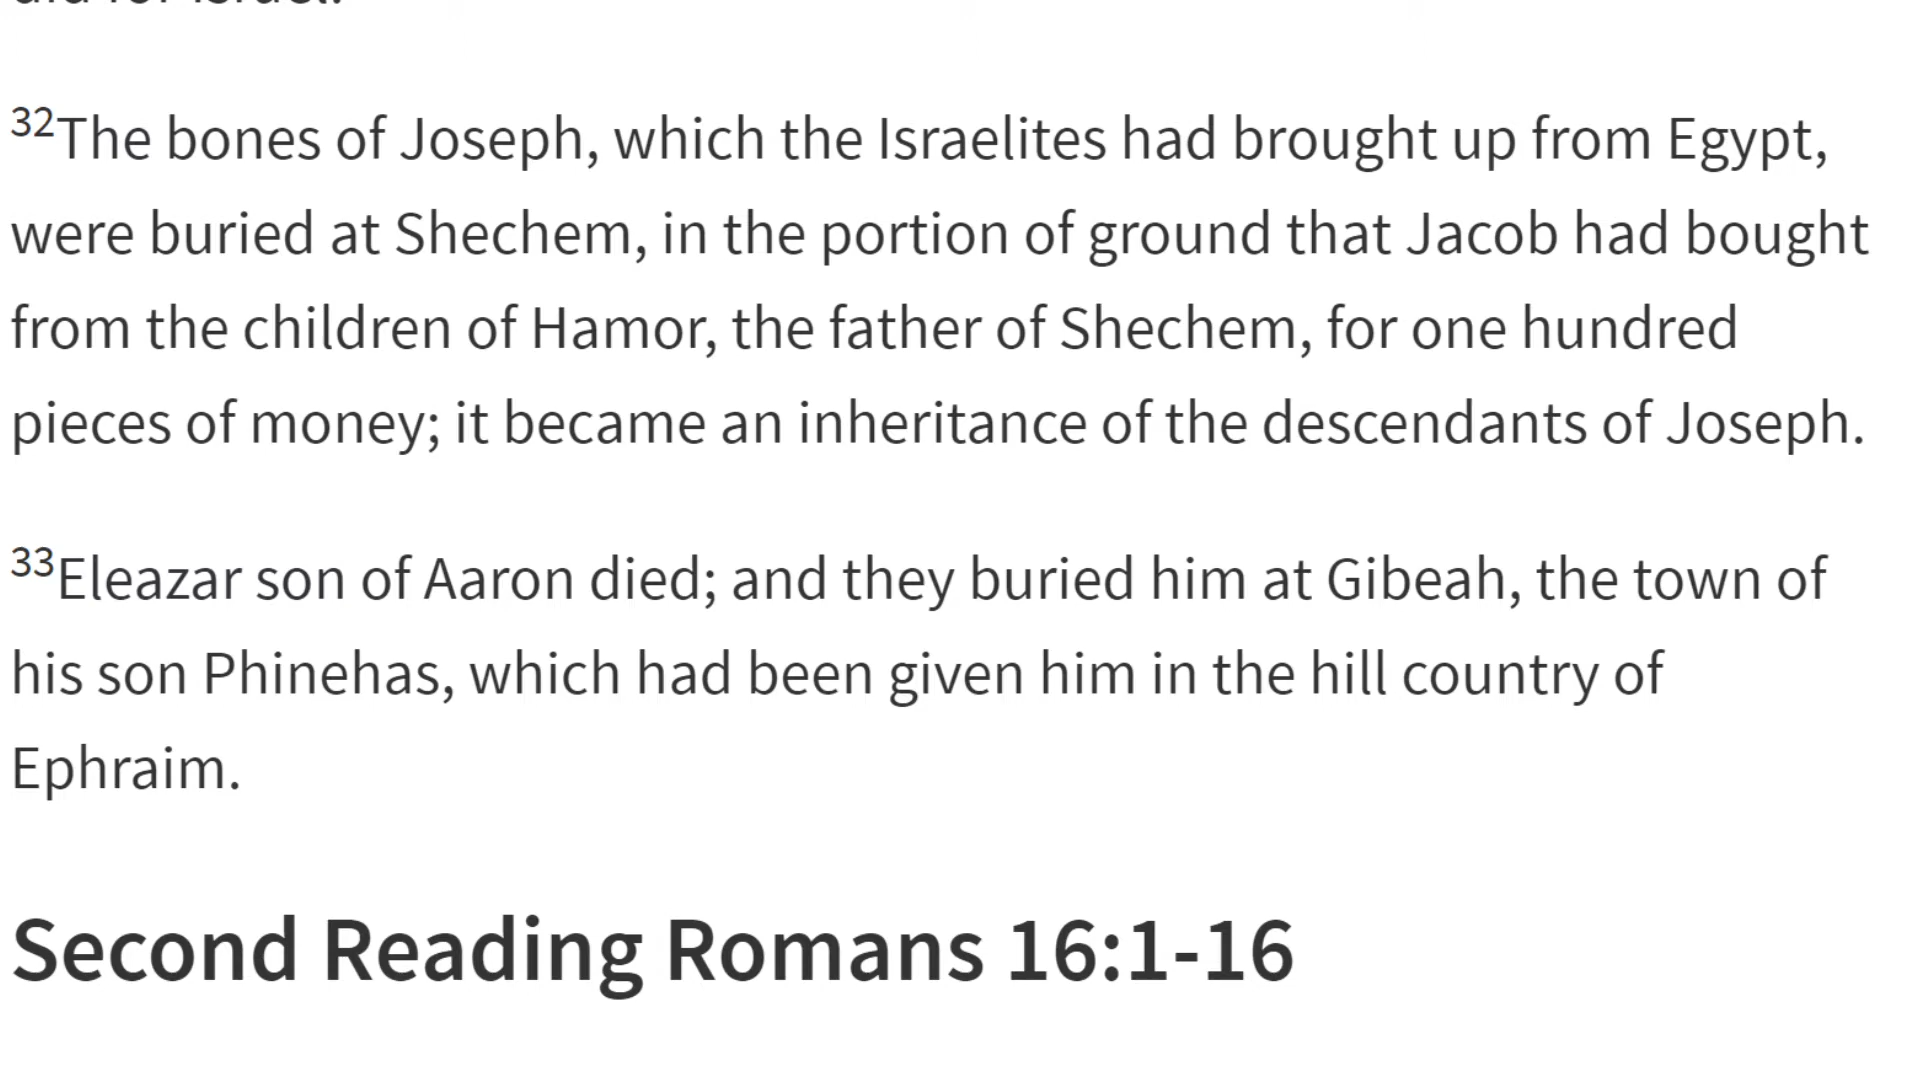 did for Israel.
32The bones of Joseph, which the Israelites had brought up from Egypt,
were buried at Shechem, in the portion of ground that Jacob had bought
from the children of Hamor, the father of Shechem, for one hundred
pieces of money; it became an inheritance of the descendants of Joseph.
33Eleazar son of Aaron died; and they buried him at Gibeah, the town of
his son Phinehas, which had been given him in the hill country of
Ephraim.
Second Reading Romans 16:1-16